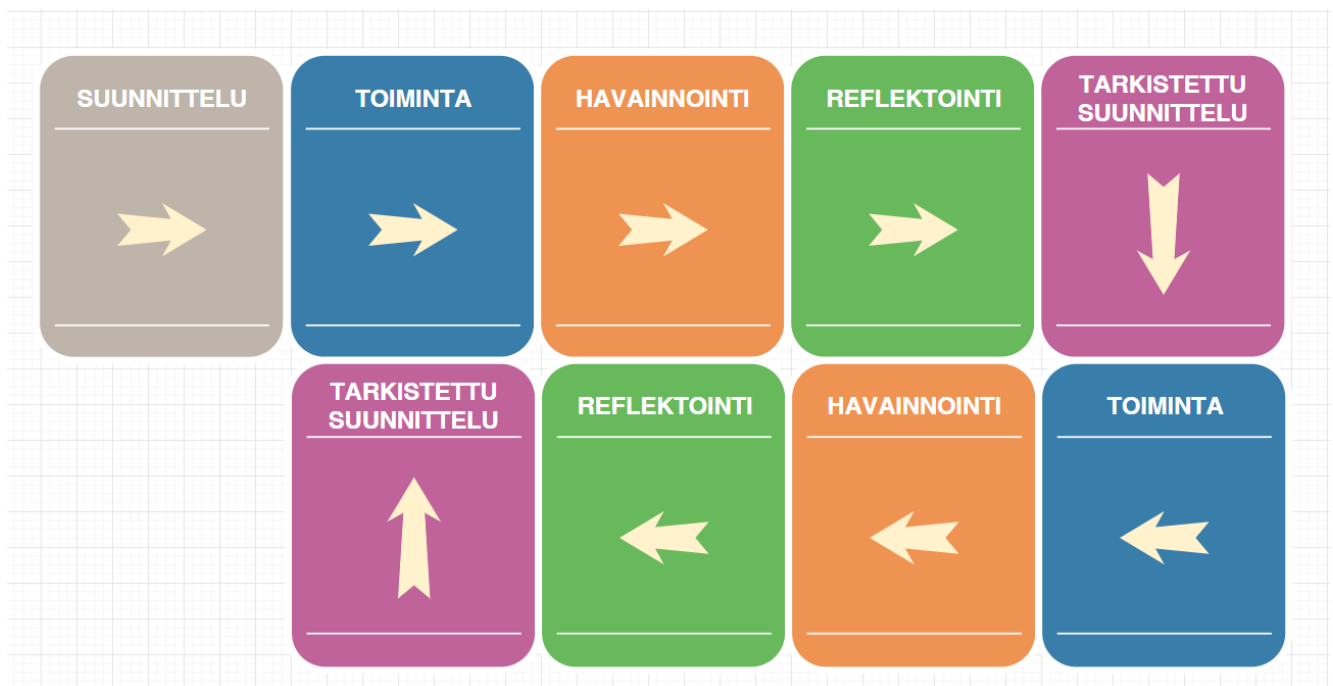 SUUNNITTELU
TOIMINTA
HAVAINNOINTI
REFLEKTOINTI
TARKISTETTU
SUUNNITTELU
TARKISTETTU
SUUNNITTELU
REFLEKTOINTI
HAVAINNOINTI
TOIMINTA